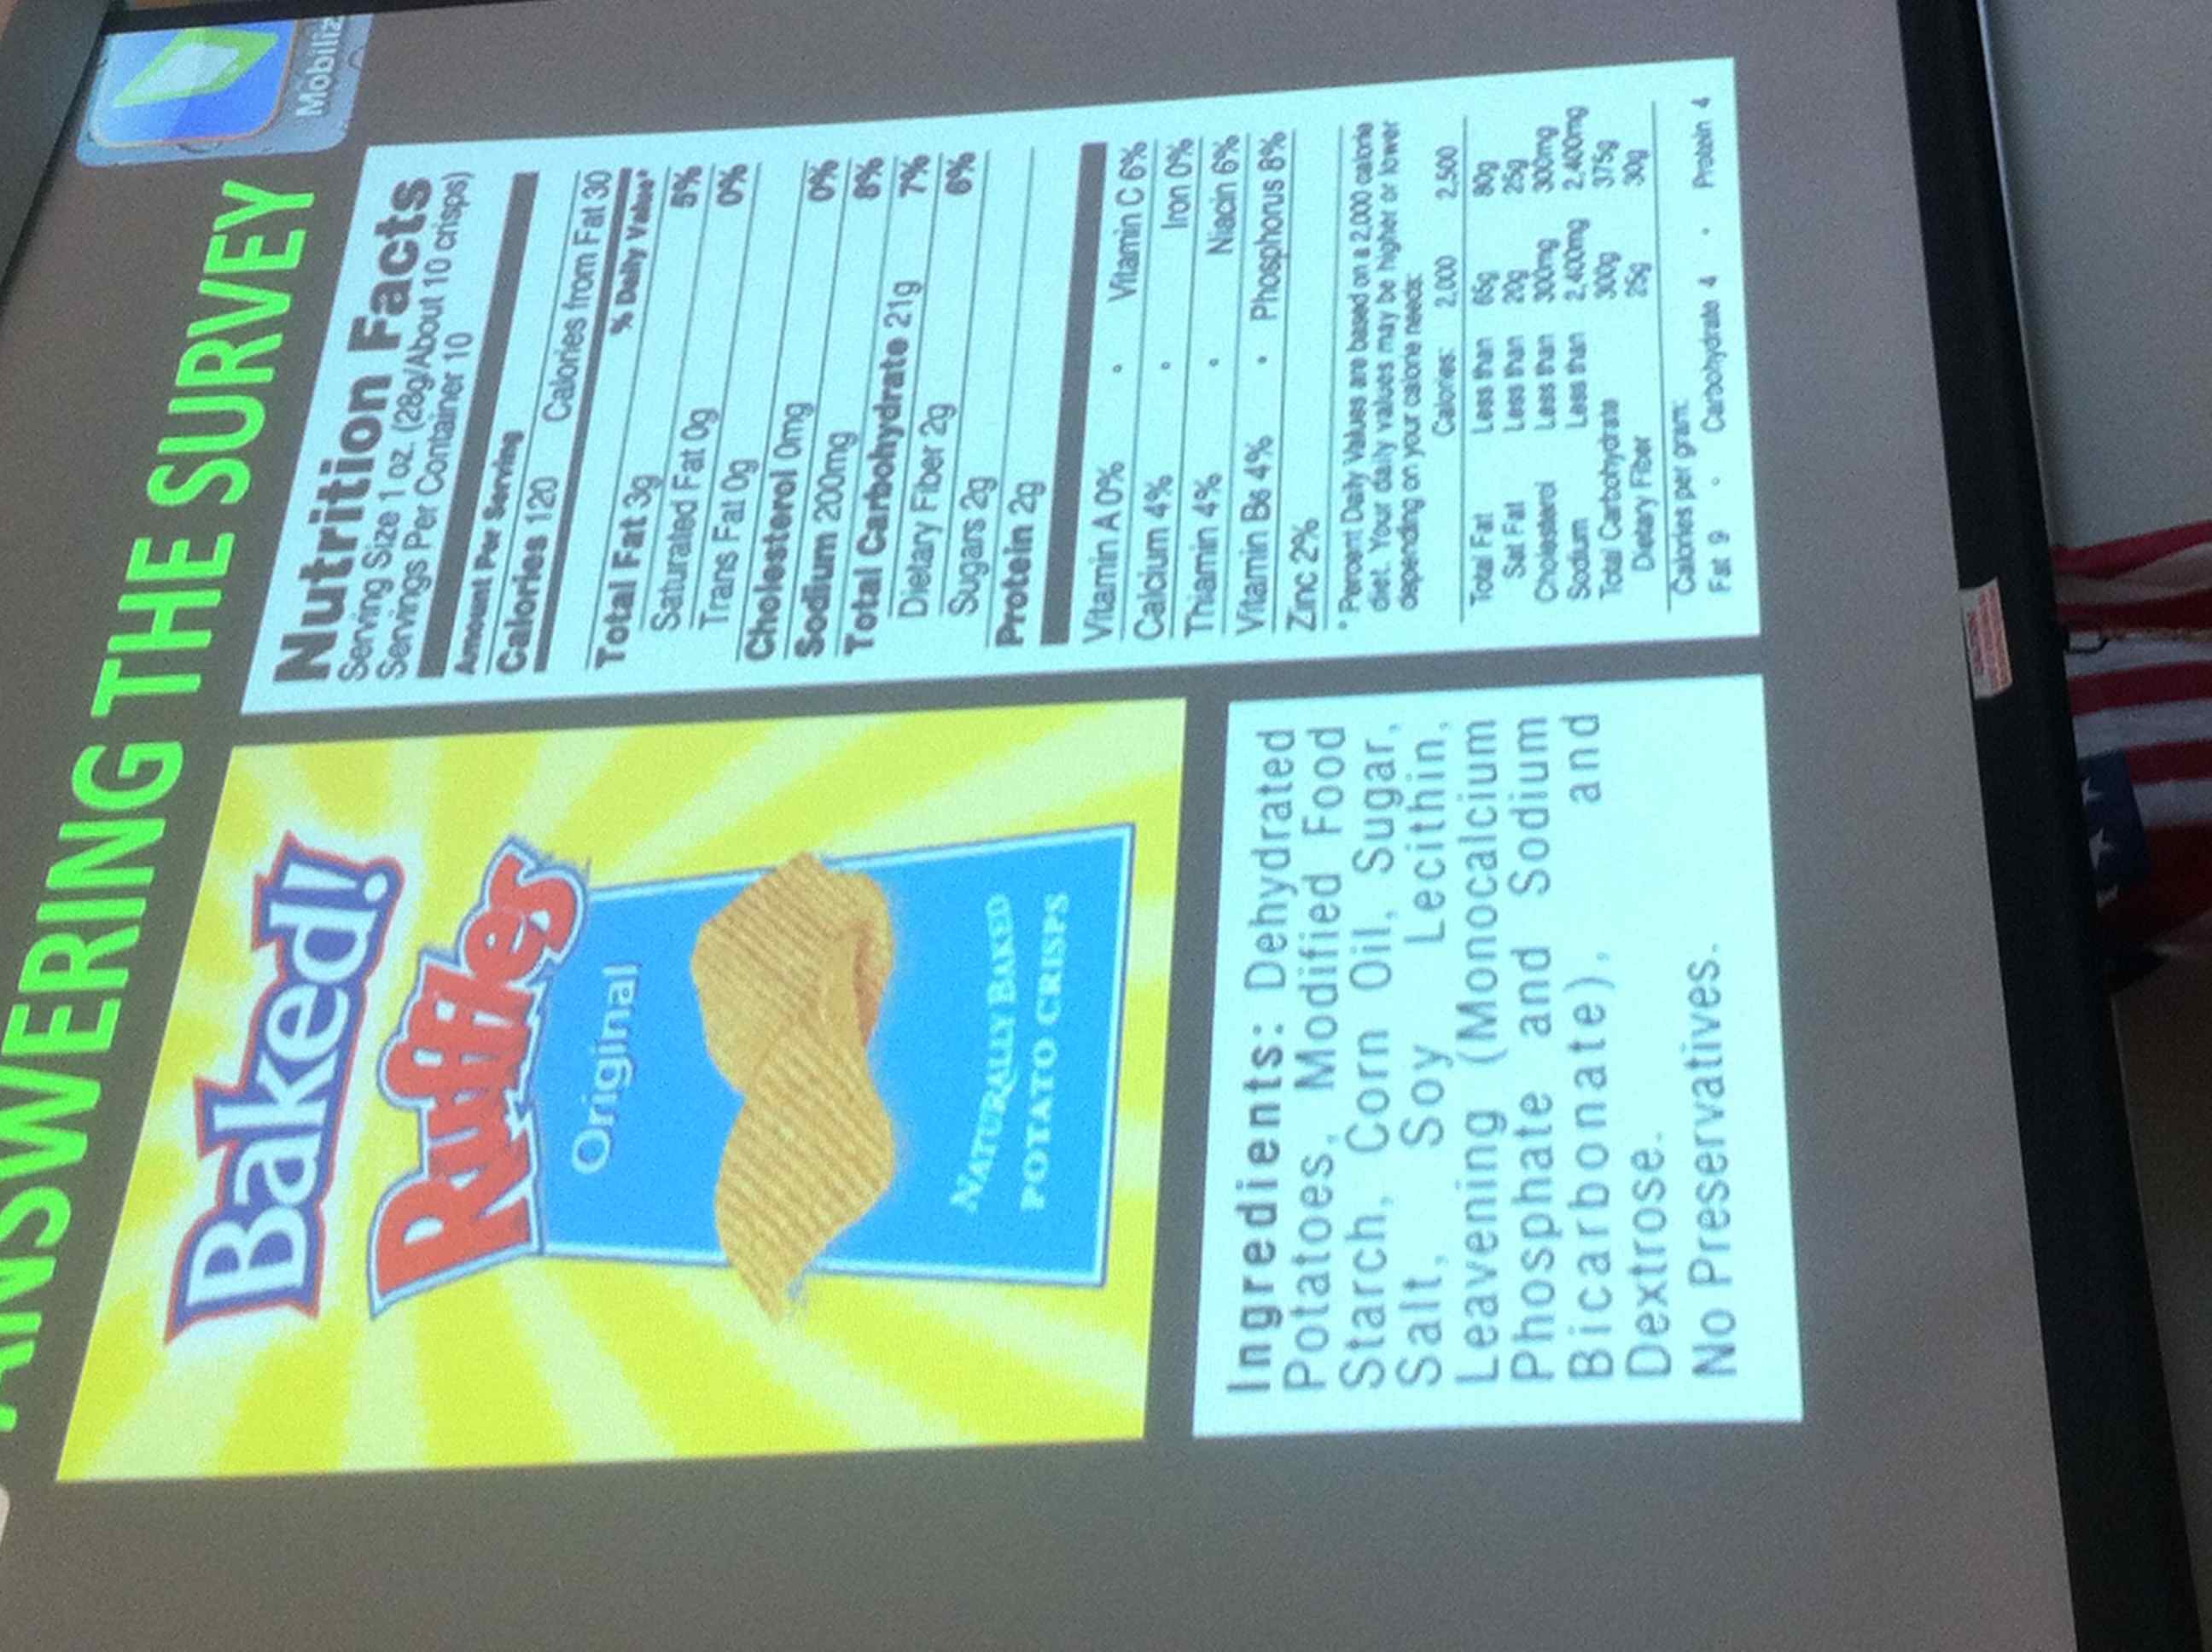 ANSWERING THE SURVEY
Mobiliz
Baked!
Ruffles
Original
NATURALLY BAKED
POTATO CRISPS
Ingredients: Dehydrated
Potatoes, Modified Food
Starch, Corn Oil, Sugar,
Salt, Soy Lecithin,
Leavening (Monocalcium
Phosphate and Sodium
Bicarbonate), and
Dextrose.
No Preservatives.
Nutrition Facts
Serving Size 1 oz. (28g/About 10 crisps)
Servings Per Container 10
Amount Per Serving
Calories 120 Calories from Fat 30
% Daily Value*
Total Fat 3g 5%
Saturated Fat 0g 0%
Trans Fat 0g
Cholesterol 0mg 0%
Sodium 200mg 8%
Total Carbohydrate 21g 7%
Dietary Fiber 2g 6%
Sugars 2g
Protein 2g
Vitamin A 0% • Vitamin C 6%
Calcium 4% • Iron 0%
Thiamin 4% • Niacin 6%
Vitamin B6 4% • Phosphorus 8%
Zinc 2%
* Percent Daily Values are based on a 2,000 calorie
diet. Your daily values may be higher or lower
depending on your calorie needs:
Calories: 2,000 2,500
Total Fat Less than 65g 80g
Sat Fat Less than 20g 25g
Cholesterol Less than 300mg 300mg
Sodium Less than 2,400mg 2,400mg
Total Carbohydrate 300g 375g
Dietary Fiber 25g 30g
Calories per gram:
Fat 9 • Carbohydrate 4 • Protein 4